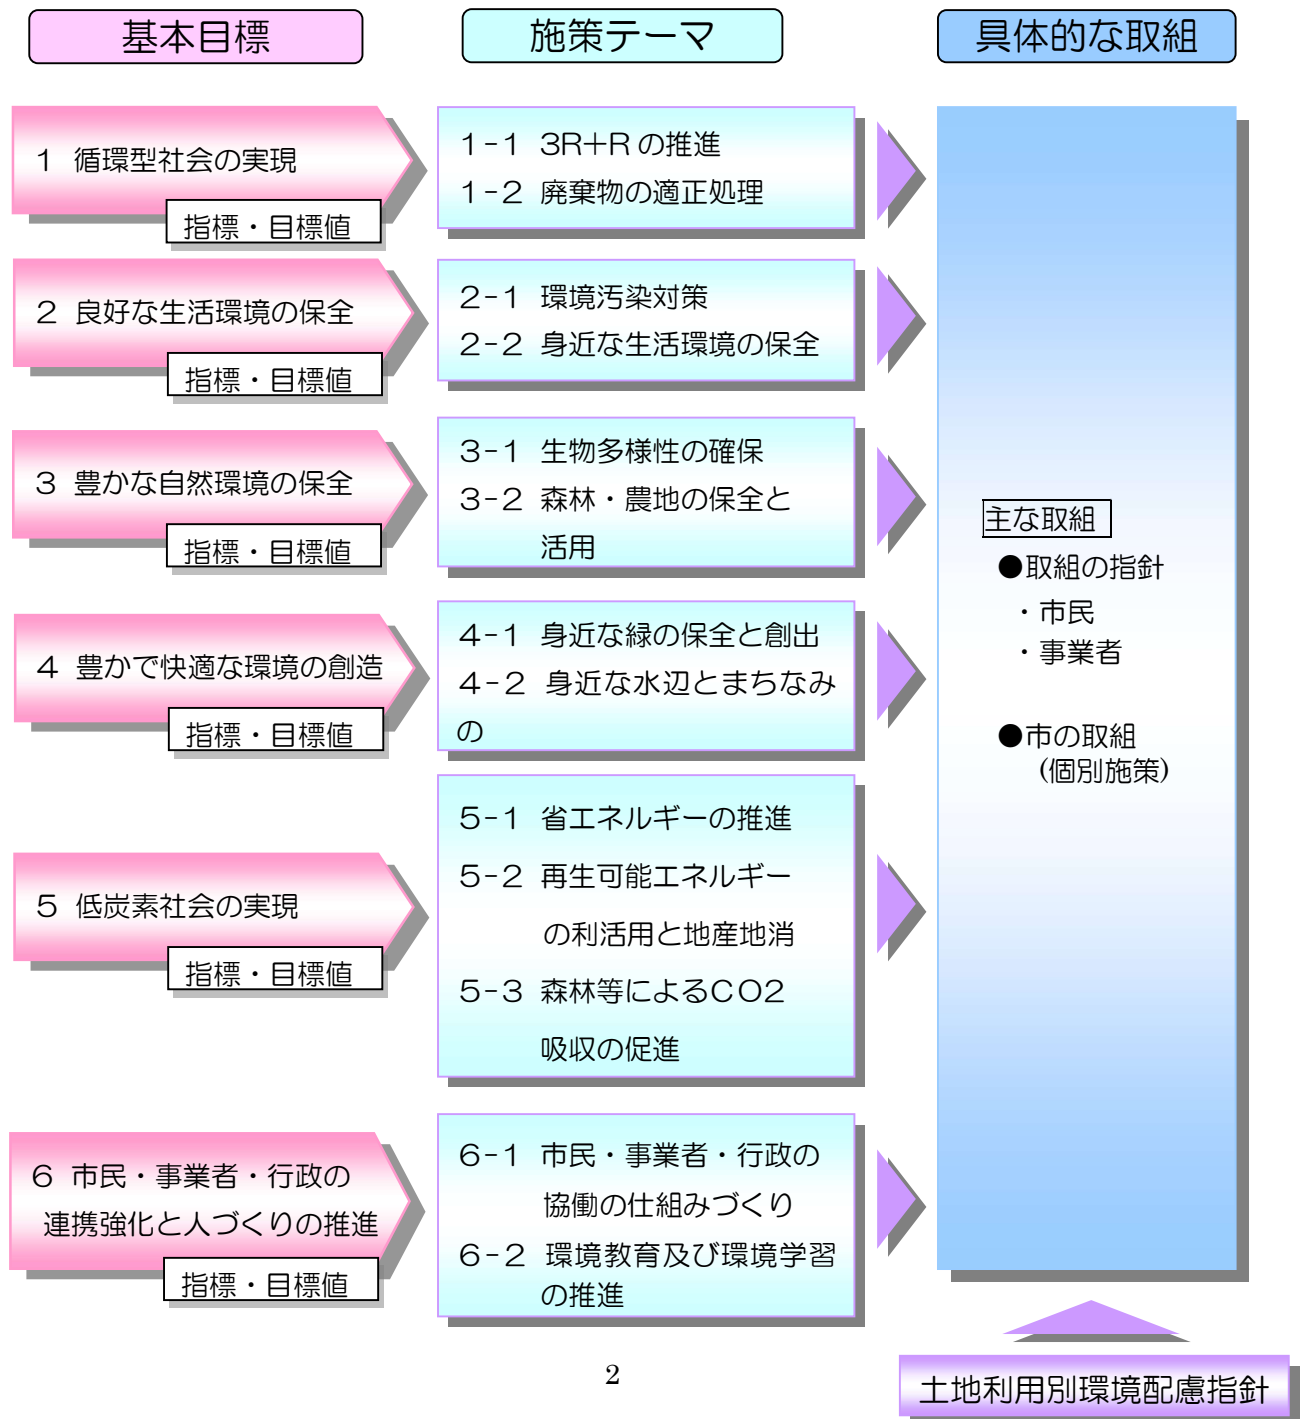 基本目標
施策テーマ
具体的な取組
1 循環型社会の実現
指標・目標値
1-1 3R+Rの推進
1-2 廃棄物の適正処理
2 良好な生活環境の保全
指標・目標値
2-1 環境汚染対策
2-2 身近な生活環境の保全
3 豊かな自然環境の保全
指標・目標値
3-1 生物多様性の確保
3-2 森林・農地の保全と
活用
4 豊かで快適な環境の創造
指標・目標値
4-1 身近な緑の保全と創出
4-2 身近な水辺とまちなみ
の
5 低炭素社会の実現
指標・目標値
5-1 省エネルギーの推進
5-2 再生可能エネルギー
の利活用と地産地消
5-3 森林等によるCO2
吸収の促進
6 市民・事業者・行政の
連携強化と人づくりの推進
指標・目標値
6-1 市民・事業者・行政の
協働の仕組みづくり
6-2 環境教育及び環境学習
の推進
主な取組
●取組の指針
・市民
・事業者
●市の取組
(個別施策)
土地利用別環境配慮指針
2